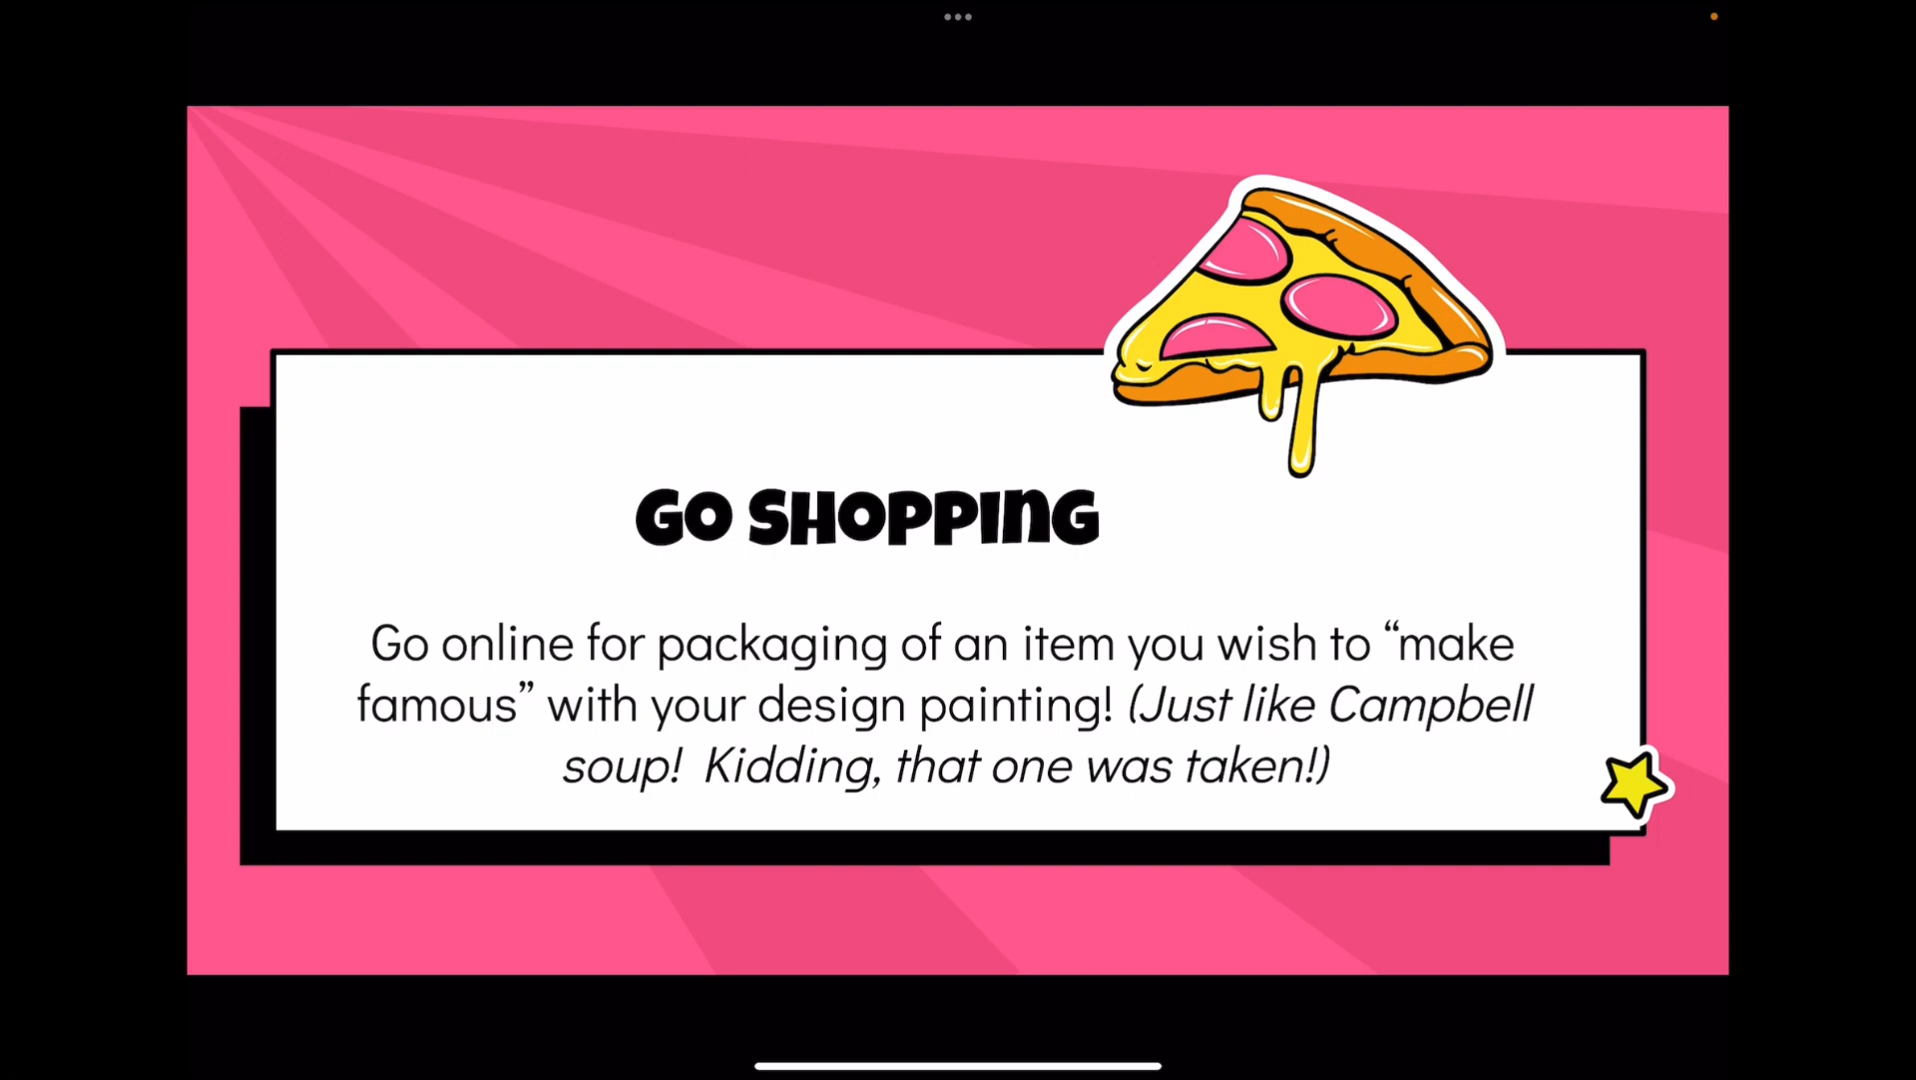 GO SHOPPING
Go online for packaging of an item you wish to “make
famous” with your design painting! (Just like Campbell
soup!  Kidding, that one was taken!)